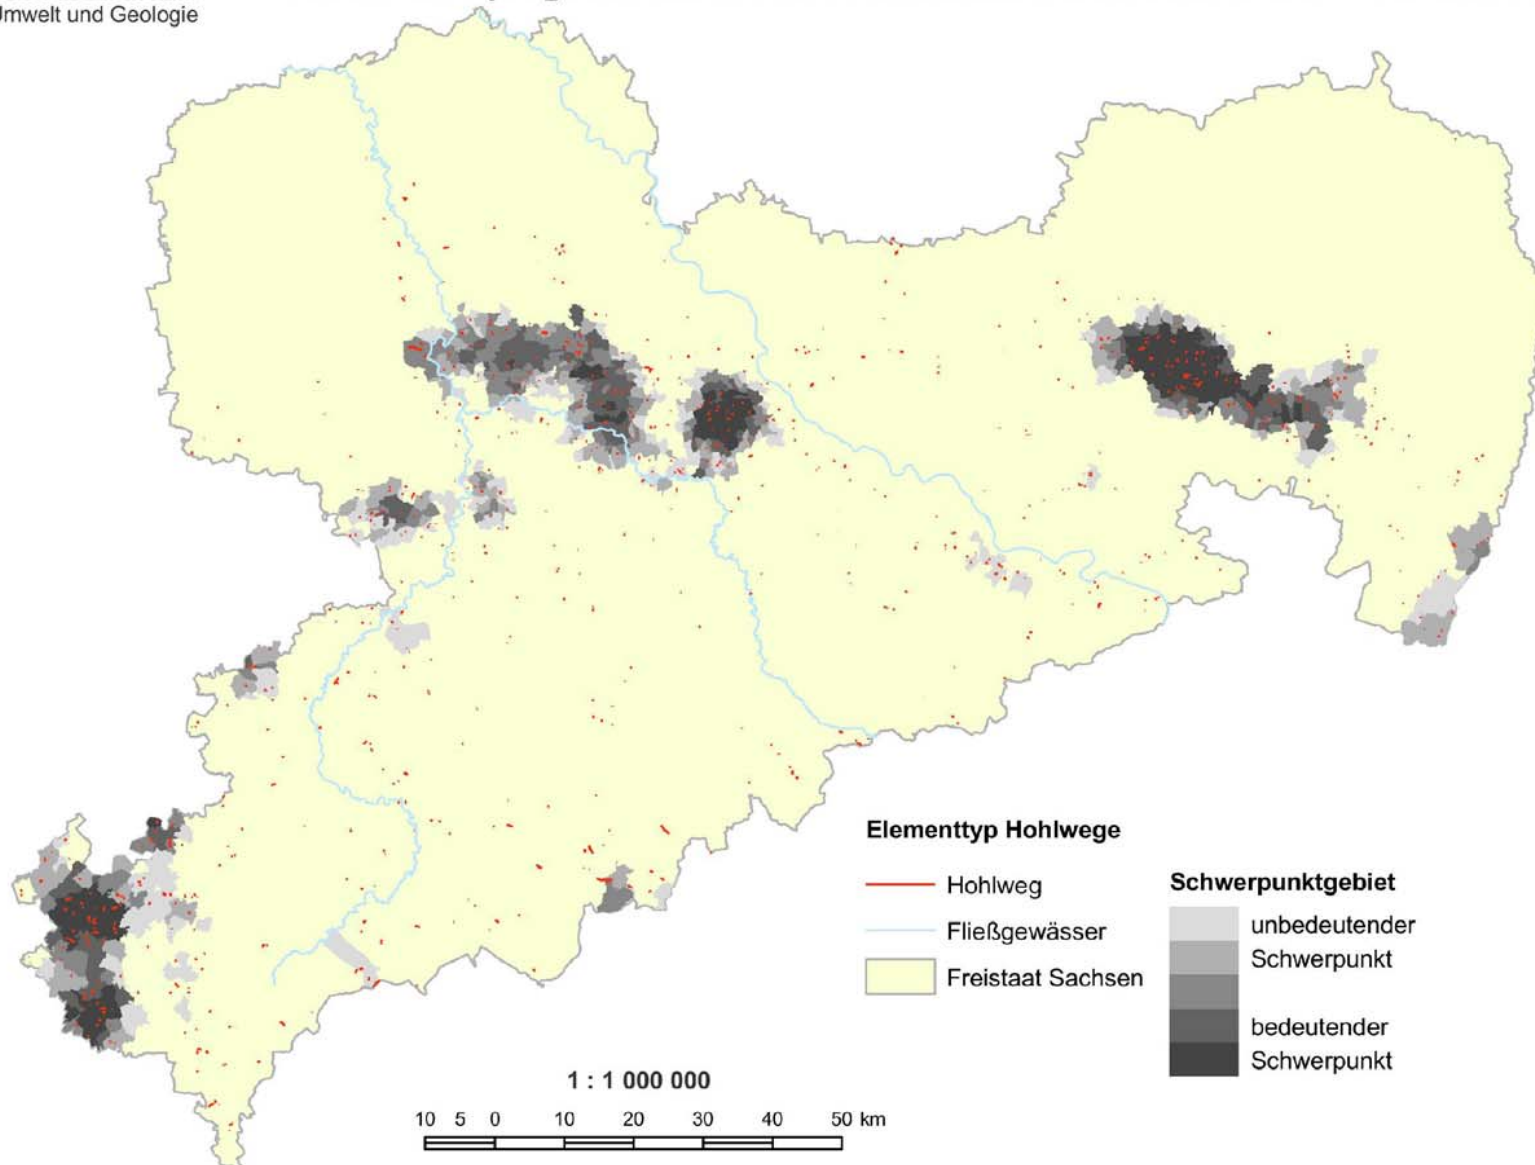 Umwelt und Geologie
Elementtyp Hohlwege
Hohlweg
Fließgewässer
Freistaat Sachsen
Schwerpunktgebiet
unbedeutender
Schwerpunkt
bedeutender
Schwerpunkt
1 : 1 000 000
10 5 0 10 20 30 40 50 km